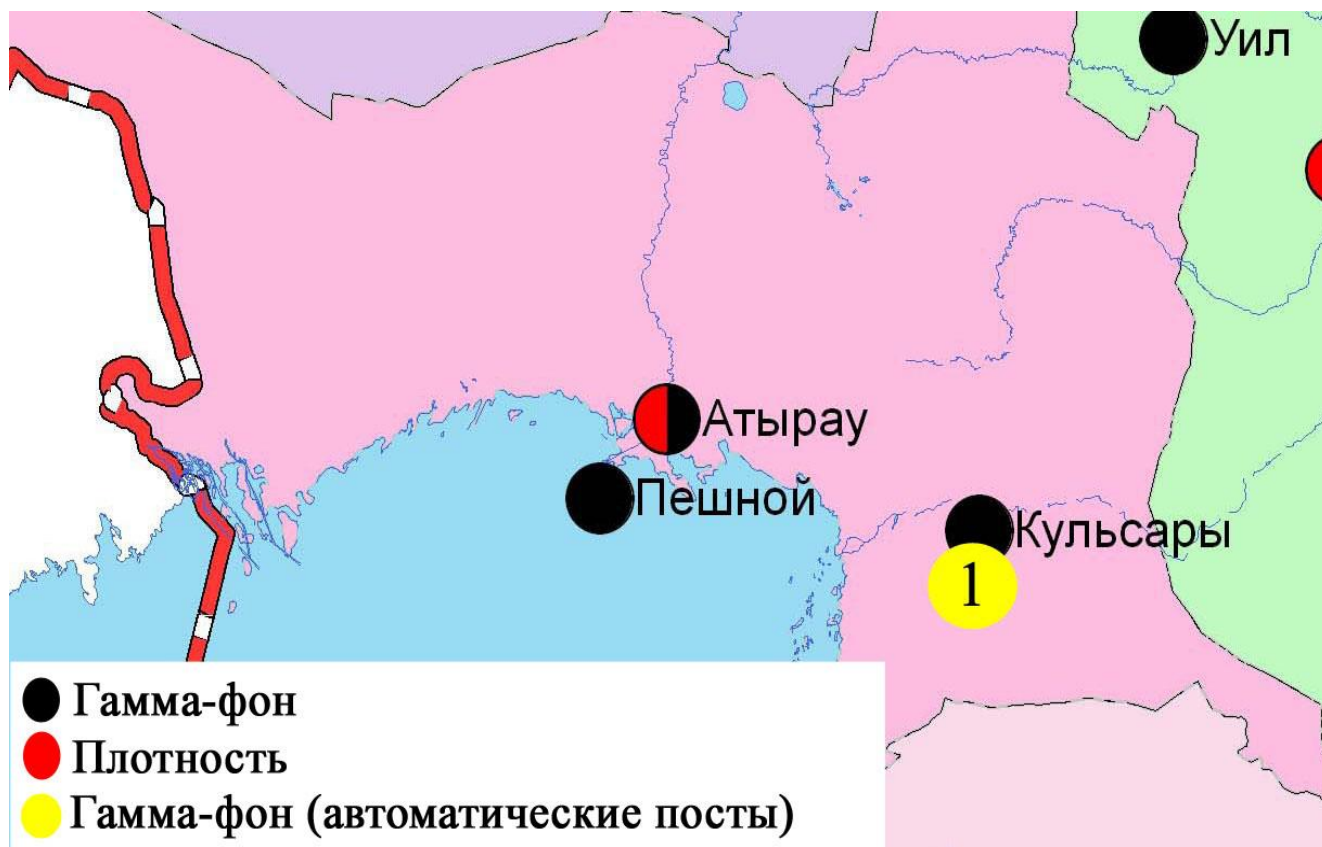 Уил
Атырау
Пешной
Кульсары
1
Гамма-фон
Плотность
Гамма-фон (автоматические посты)